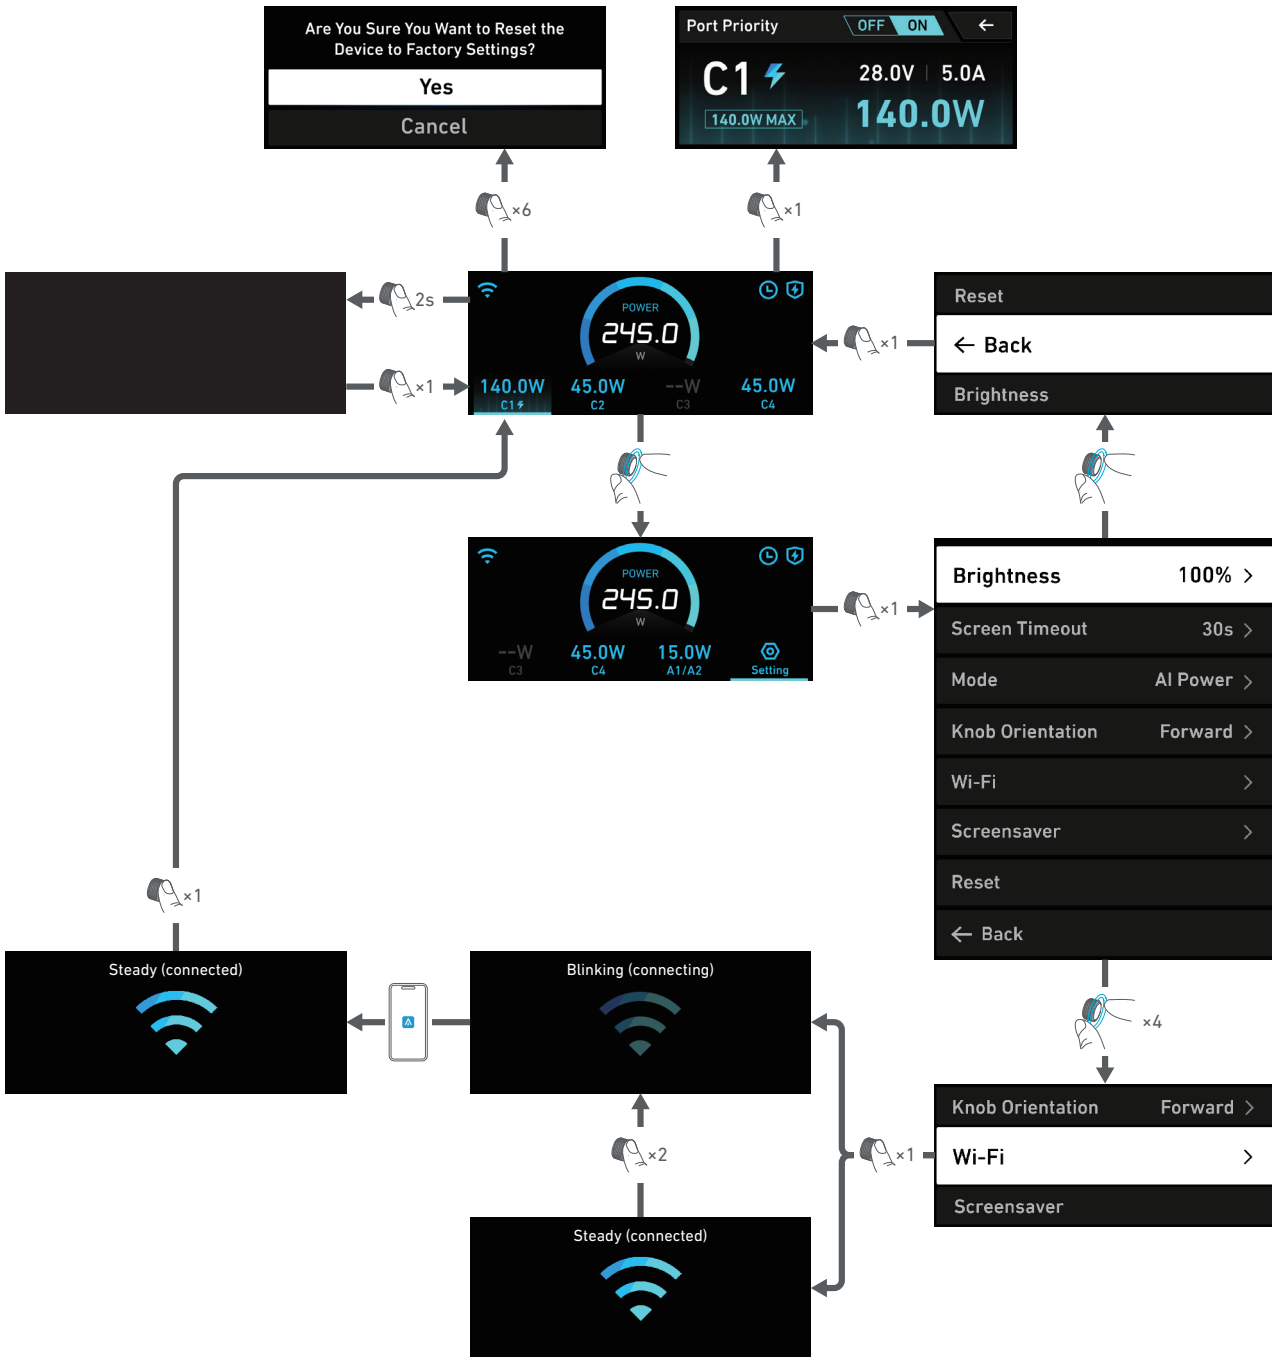 Are You Sure You Want to Reset the
Device to Factory Settings?
Yes
Cancel
Port Priority
OFF ON
←
C1
28.0V | 5.0A
140.0W MAX
140.0W
×6
×1
2s
×1
POWER
245.0
W
140.0W
C1
45.0W
C2
--W
C3
45.0W
C4
×1
Reset
← Back
Brightness
POWER
245.0
W
--W
C3
45.0W
C4
15.0W
A1/A2
Setting
×1
Brightness 100% >
Screen Timeout 30s >
Mode AI Power >
Knob Orientation Forward >
Wi-Fi >
Screensaver >
Reset
← Back
×1
Steady (connected)
Blinking (connecting)
×4
Knob Orientation Forward >
Wi-Fi >
Screensaver
×1
×2
Steady (connected)